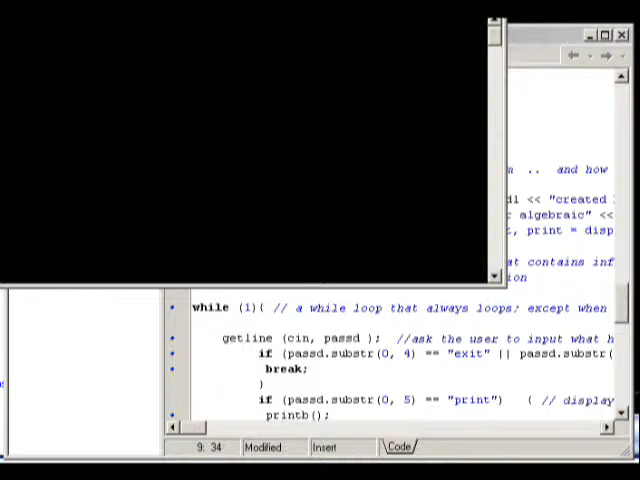 n .. and how
dl << "created
r algebraic" <<
t, print = disp
at contains inf
ion
while (1){ // a while loop that always loops; except when
getline (cin, passd ); //ask the user to input what h
if (passd.substr(0, 4) == "exit" || passd.substr(
break;
}
if (passd.substr(0, 5) == "print") { // display
printb();
9: 34 Modified Insert Code